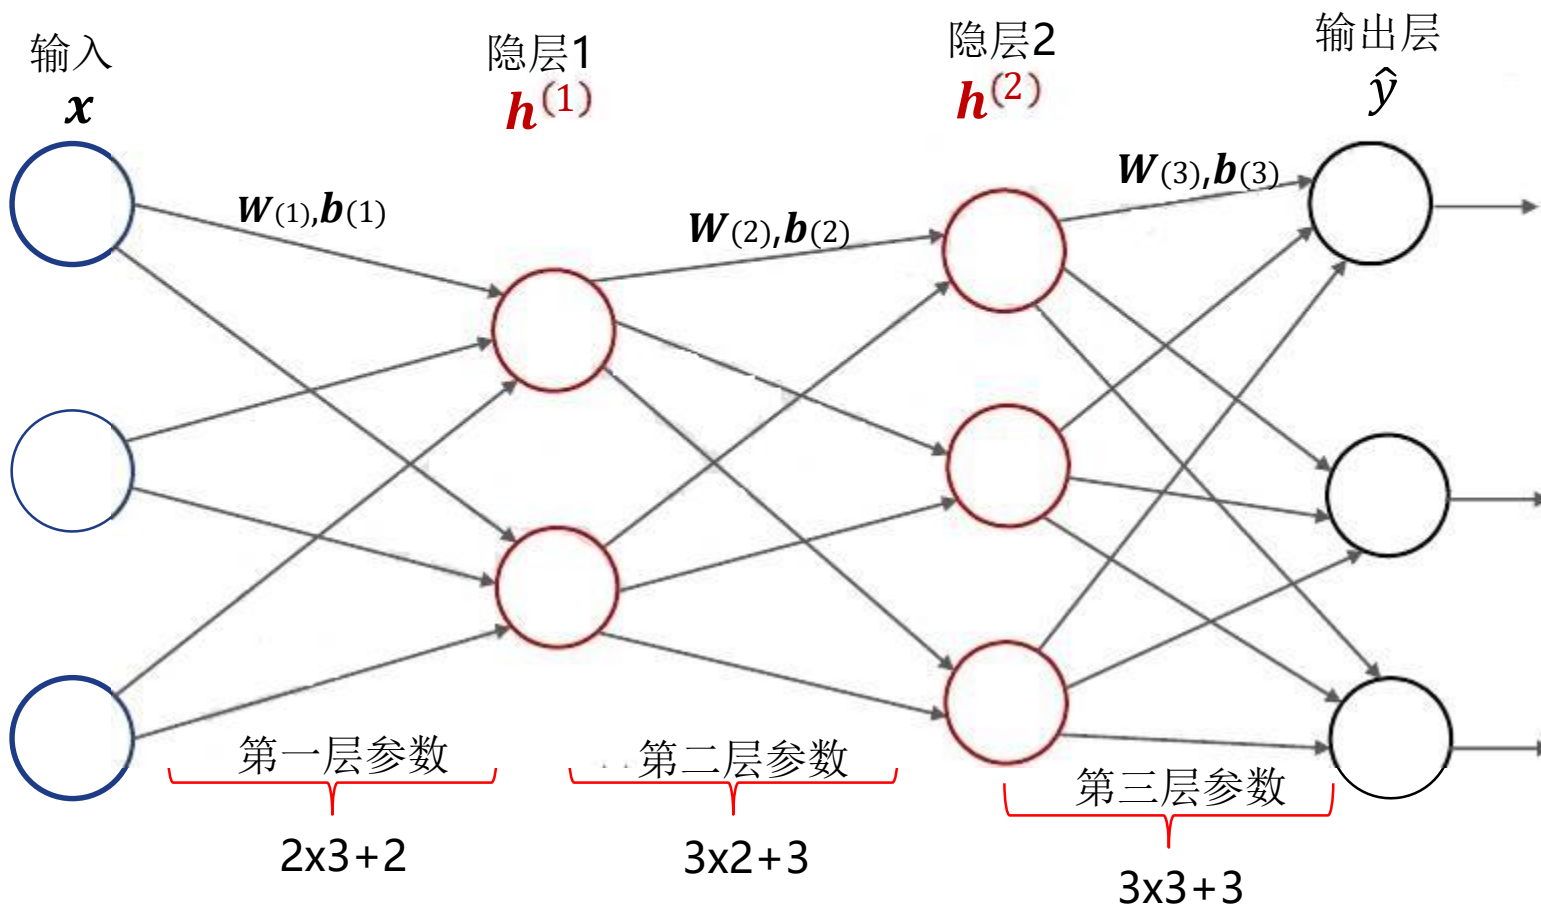 输入
x
隐层1
h(1)
隐层2
h(2)
输出层
ŷ
W(1),b(1)
W(2),b(2)
W(3),b(3)
第一层参数
2x3+2
第二层参数
3x2+3
第三层参数
3x3+3